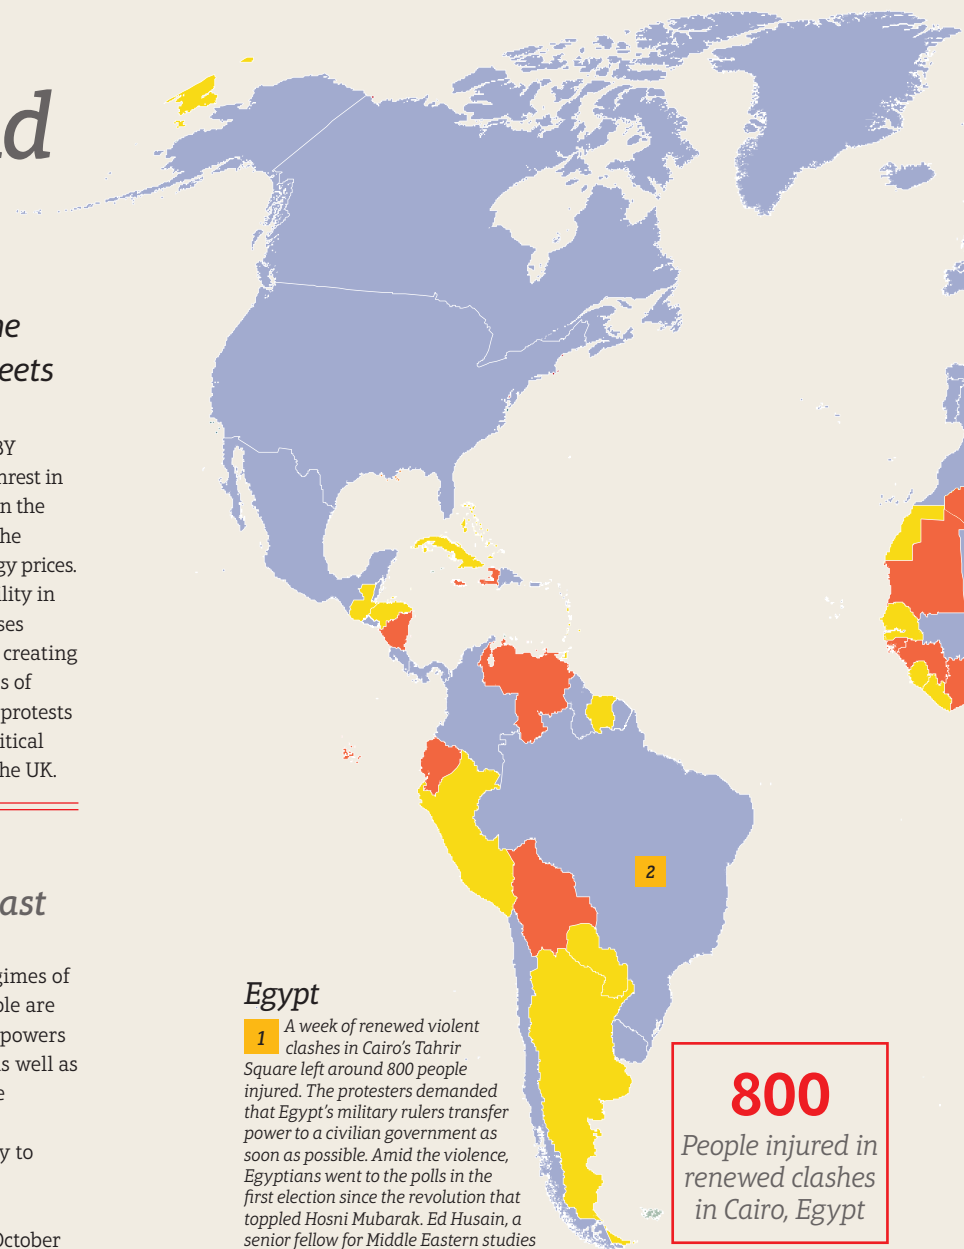 eets
BY
in
n the
he
gy prices.
lity in
ses
creating
s of
protests
itical
he UK.
ast
gimes of
ple are
powers
s well as
e
y to
October
2
Egypt
1 A week of renewed violent
clashes in Cairo’s Tahrir
Square left around 800 people
injured. The protesters demanded
that Egypt’s military rulers transfer
power to a civilian government as
soon as possible. Amid the violence,
Egyptians went to the polls in the
first election since the revolution that
toppled Hosni Mubarak. Ed Husain, a
senior fellow for Middle Eastern studies
800
People injured in
renewed clashes
in Cairo, Egypt